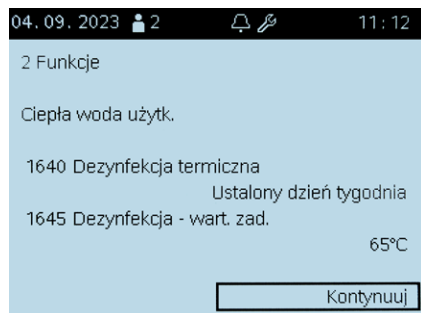 04.09.2023 2 11:12
2 Funkcje
Ciepła woda użytk.
1640 Dezynfekcja termiczna
Ustalony dzień tygodnia
1645 Dezynfekcja - wart. zad.
65°C
Kontynuuj